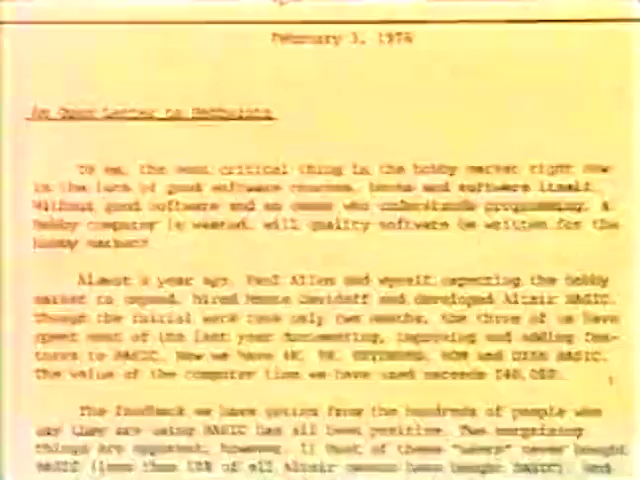 February 3, 1976
An Open Letter to Hobbyists
To me, the most critical thing in the hobby market right now
is the lack of good software courses, books and software itself.
Without good software and an owner who understands programming, a
hobby computer is wasted. Will quality software be written for the
hobby market?
Almost a year ago, Paul Allen and myself, expecting the hobby
market to expand, hired Monte Davidoff and developed Altair BASIC.
Though the initial work took only two months, the three of us have
spent most of the last year documenting, improving and adding fea-
tures to BASIC. Now we have 4K, 8K, EXTENDED, ROM and DISK BASIC.
The value of the computer time we have used exceeds $40,000.
The feedback we have gotten from the hundreds of people who
say they are using BASIC has all been positive. Two surprising
things are apparent, however. 1) Most of these "users" never bought
BASIC (less than 10% of all Altair owners have bought BASIC), and